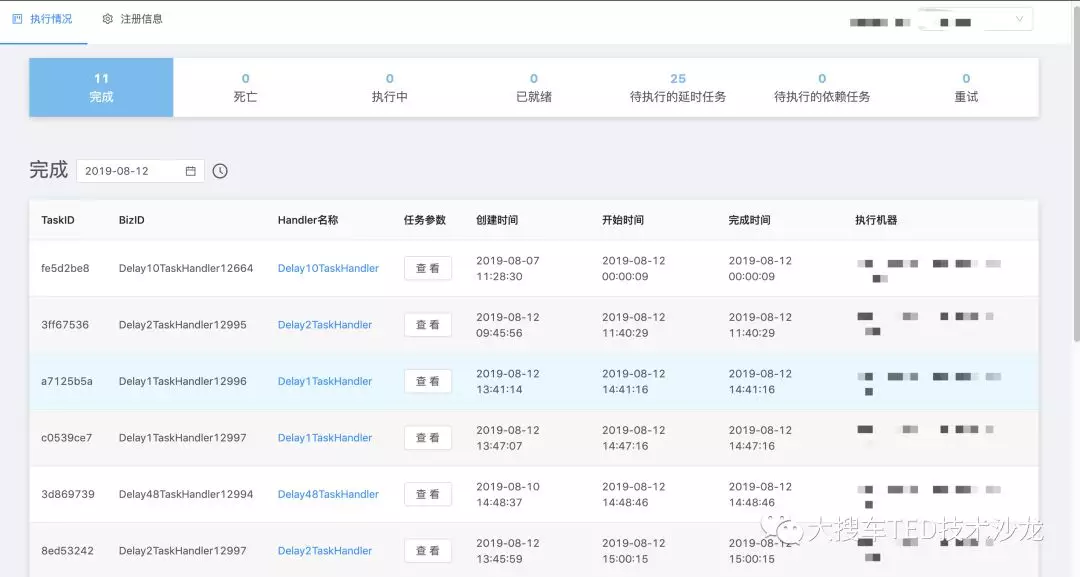 执行情况 注册信息
11 0 0 0 25 0 0
完成 死亡 执行中 已就绪 待执行的延时任务 待执行的依赖任务 重试
完成 2019-08-12
TaskID BizID Handler名称 任务参数 创建时间 开始时间 完成时间 执行机器
fe5d2be8 Delay10TaskHandler12664 Delay10TaskHandler 查 看 2019-08-07 2019-08-12 2019-08-12
11:28:30 00:00:09 00:00:09
3ff67536 Delay2TaskHandler12995 Delay2TaskHandler 查 看 2019-08-12 2019-08-12 2019-08-12
09:45:56 11:40:29 11:40:29
a7125b5a Delay1TaskHandler12996 Delay1TaskHandler 查 看 2019-08-12 2019-08-12 2019-08-12
13:41:14 14:41:16 14:41:16
c0539ce7 Delay1TaskHandler12997 Delay1TaskHandler 查 看 2019-08-12 2019-08-12 2019-08-12
13:47:07 14:47:16 14:47:16
3d869739 Delay48TaskHandler12994 Delay48TaskHandler 查 看 2019-08-10 2019-08-12 2019-08-12
14:48:37 14:48:46 14:48:46
8ed53242 Delay2TaskHandler12997 Delay2TaskHandler 查 看 2019-08-12 2019-08-12 2019-08-12
13:45:59 15:00:15 15:00:15
大搜车TED技术沙龙